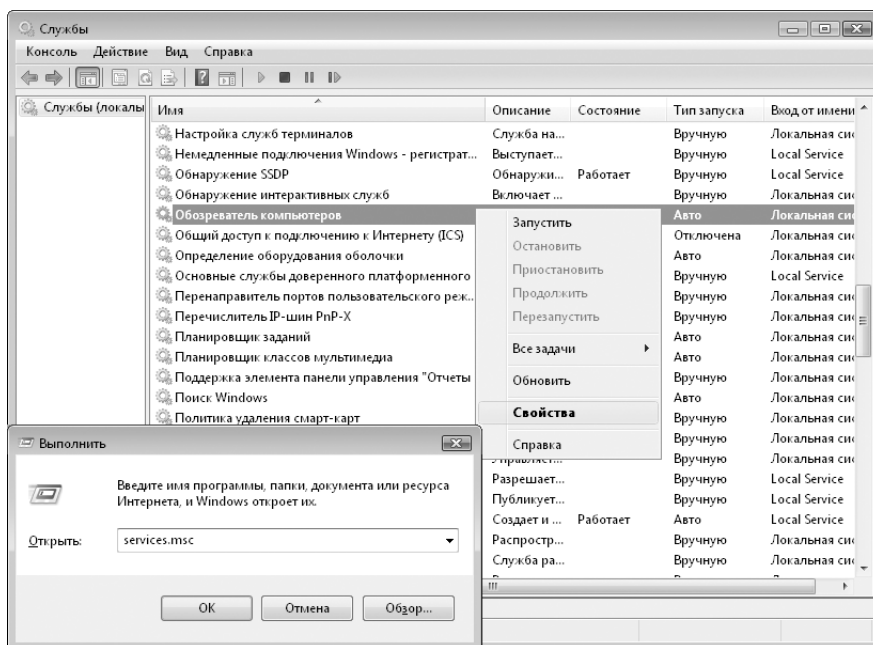 Службы
Консоль Действие Вид Справка
Службы (локалы
Имя Описание Состояние Тип запуска Вход от имени
Настройка служб терминалов Служба на... Вручную Локальная сис
Немедленные подключения Windows - регистрат... Выступает... Вручную Local Service
Обнаружение SSDP Обнаружи... Работает Вручную Local Service
Обнаружение интерактивных служб Включает ... Вручную Локальная сис
Обозреватель компьютеров Авто Локальная сис
Общий доступ к подключению к Интернету (ICS) Отключена Локальная сис
Определение оборудования оболочки Авто Локальная сис
Основные службы доверенного платформенного Вручную Local Service
Перенаправитель портов пользовательского реж... Вручную Локальная сис
Перечислитель IP-шин PnP-X Вручную Локальная сис
Планировщик заданий Авто Локальная сис
Планировщик классов мультимедиа Авто Локальная сис
Поддержка элемента панели управления "Отчеты Вручную Локальная сис
Поиск Windows Авто Локальная сис
Политика удаления смарт-карт Вручную Локальная сис
Вручную Локальная сис
Управляет... Вручную Локальная сис
Разрешает... Вручную Local Service
Публикует... Вручную Local Service
Создает и ... Работает Авто Local Service
Распростр... Вручную Локальная сис
Служба ра... Вручную Локальная сис
Запустить
Остановить
Приостановить
Продолжить
Перезапустить
Все задачи
Обновить
Свойства
Справка
Выполнить
Введите имя программы, папки, документа или ресурса
Интернета, и Windows откроет их.
Открыть: services.msc
ОК Отмена Обзор...